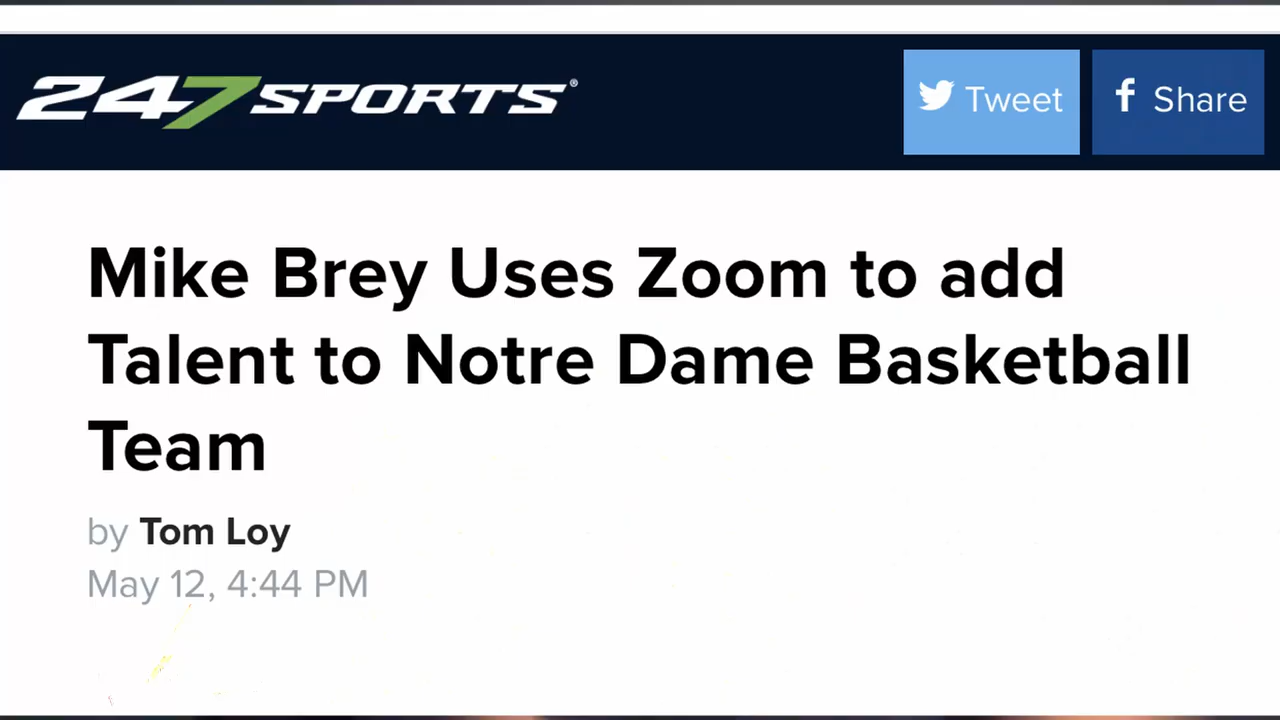 247SPORTS®
Tweet
f Share
Mike Brey Uses Zoom to add
Talent to Notre Dame Basketball
Team
by Tom Loy
May 12, 4:44 PM